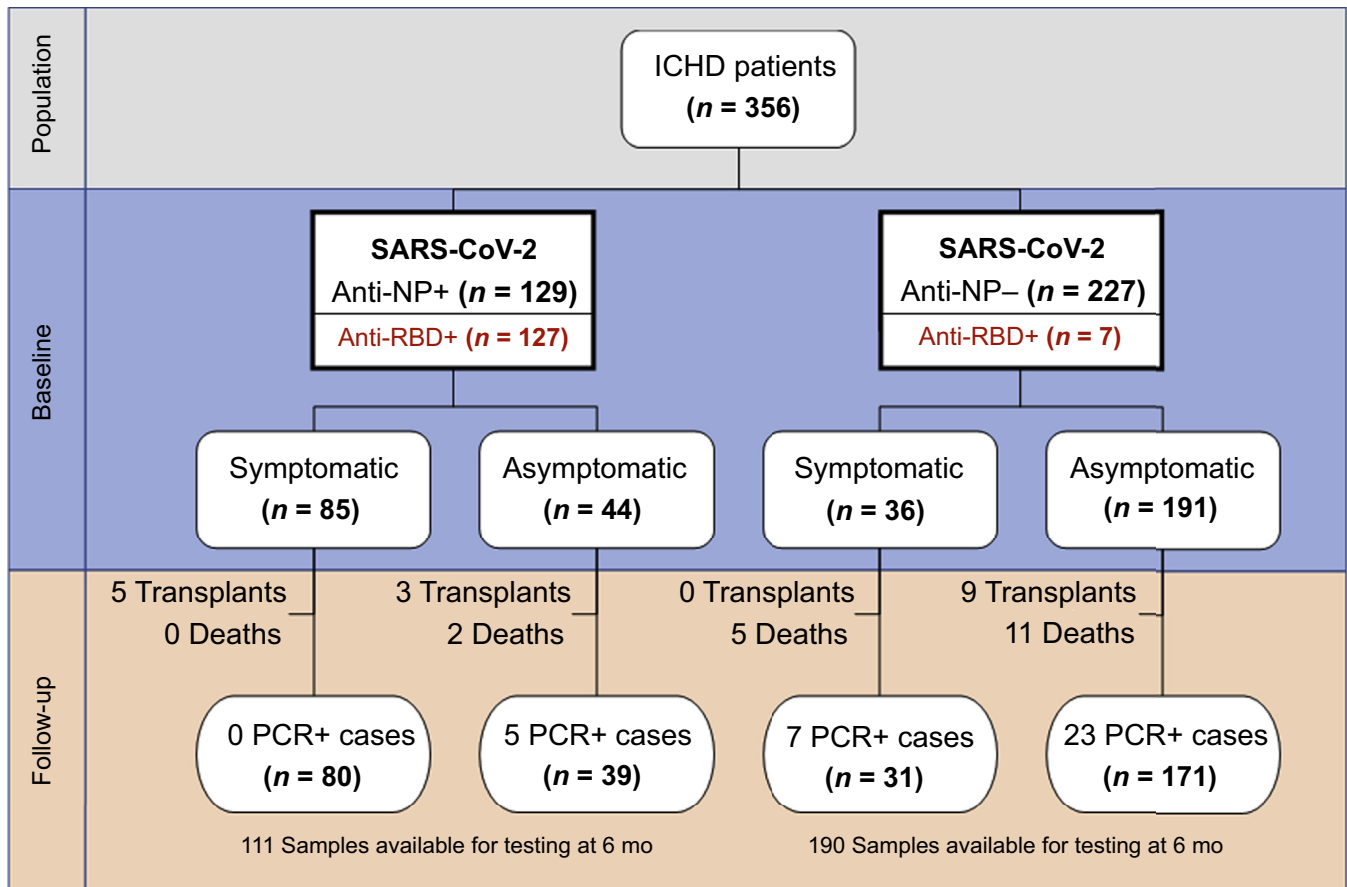 Population
ICHD patients
(n = 356)
Baseline
SARS-CoV-2
Anti-NP+ (n = 129)
Anti-RBD+ (n = 127)
SARS-CoV-2
Anti-NP– (n = 227)
Anti-RBD+ (n = 7)
Symptomatic
(n = 85)
Asymptomatic
(n = 44)
Symptomatic
(n = 36)
Asymptomatic
(n = 191)
Follow-up
5 Transplants
0 Deaths
3 Transplants
2 Deaths
0 Transplants
5 Deaths
9 Transplants
11 Deaths
0 PCR+ cases
(n = 80)
5 PCR+ cases
(n = 39)
7 PCR+ cases
(n = 31)
23 PCR+ cases
(n = 171)
111 Samples available for testing at 6 mo
190 Samples available for testing at 6 mo